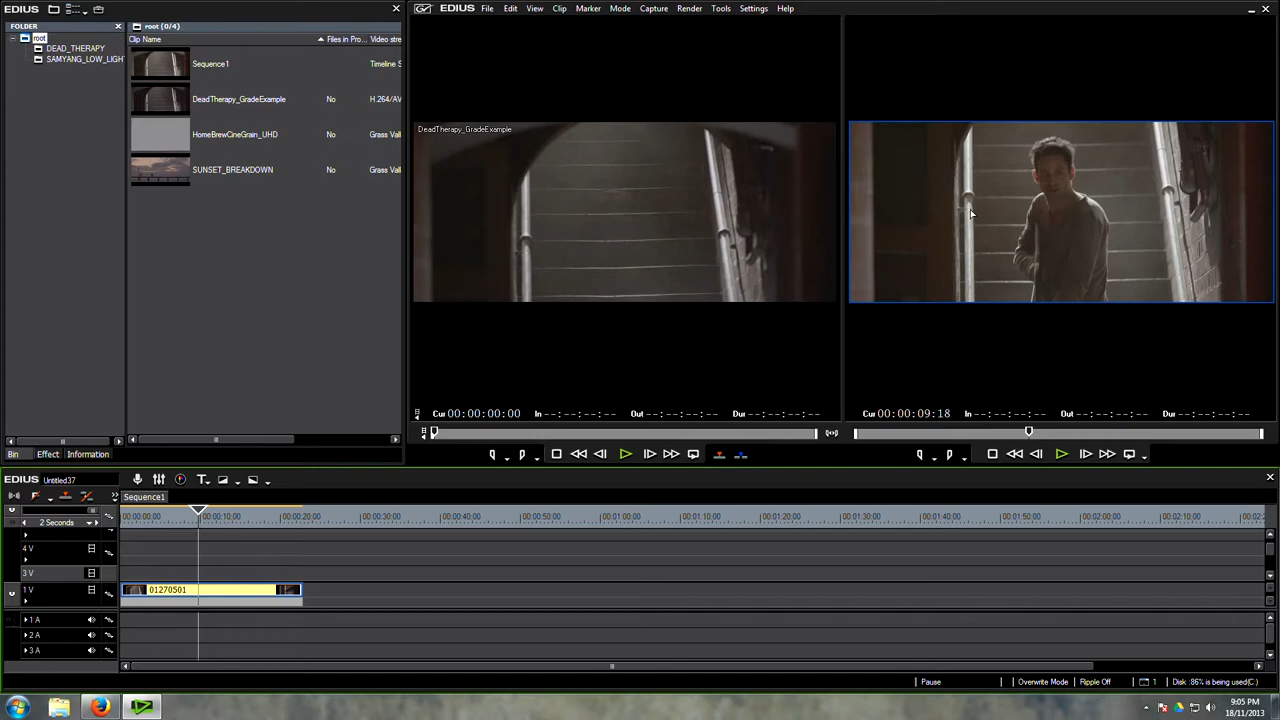 EDIUS
FOLDER
root
DEAD_THERAPY
SAMYANG_LOW_LIGH
root (0/4)
Clip Name Files in Pro... Video stre
Sequence1 Timeline S
DeadTherapy_GradeExample No H.264/AV
HomeBrewCineGrain_UHD No Grass Val
SUNSET_BREAKDOWN No Grass Val
Bin Effect Information
EDIUS File Edit View Clip Marker Mode Capture Render Tools Settings Help
DeadTherapy_GradeExample
Cur 00:00:00:00 In --:--:--:-- Out --:--:--:-- Dur --:--:--:--
Cur 00:00:09:18 In --:--:--:-- Out --:--:--:-- Dur --:--:--:--
EDIUS Untitled37
Sequence1
2 Seconds
00:00:00:00 00:00:10:00 00:00:20:00 00:00:30:00 00:00:40:00 00:00:50:00 00:01:00:00 00:01:10:00 00:01:20:00 00:01:30:00 00:01:40:00 00:01:50:00 00:02:00:00 00:02:10:00 00:02:2
4 V
3 V
1 V
01270501
1 A
2 A
3 A
Pause Overwrite Mode Ripple Off 1 Disk :86% is being used(C:)
9:05 PM
18/11/2013